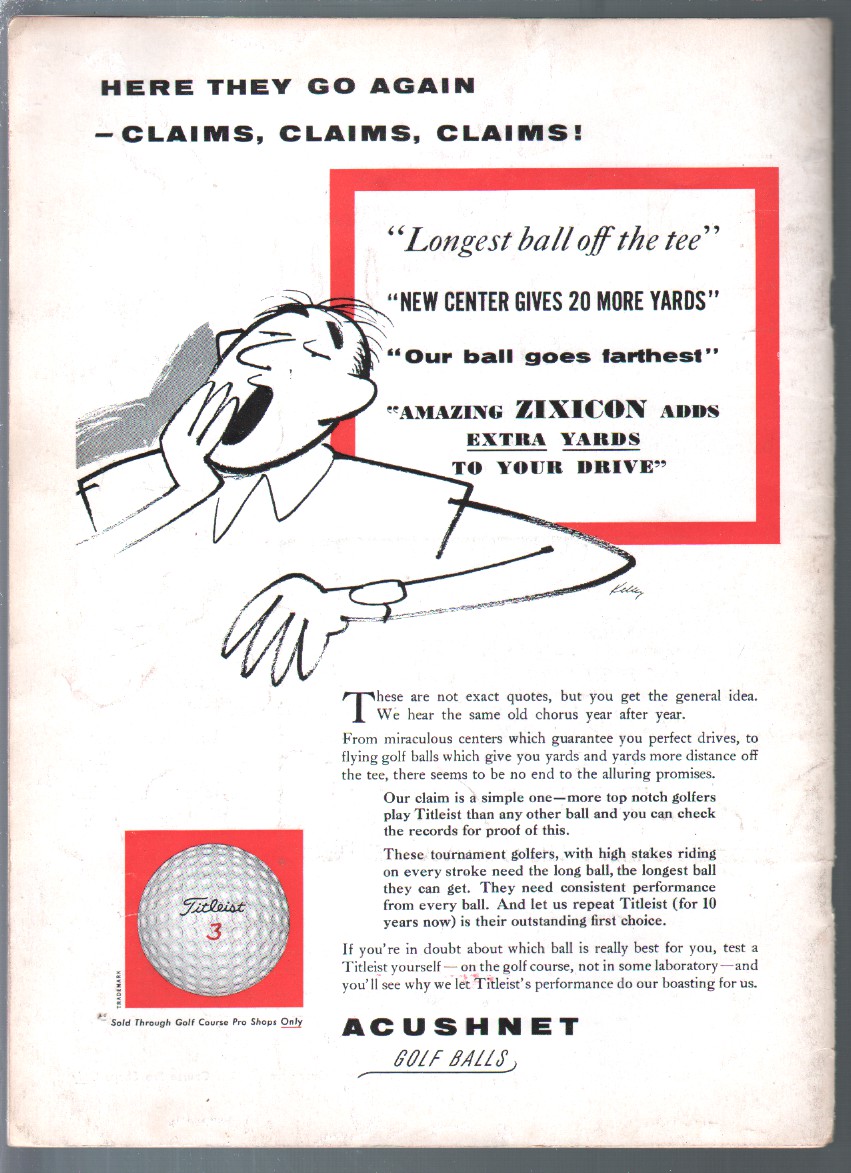 HERE THEY GO AGAIN
– CLAIMS, CLAIMS, CLAIMS!
“Longest ball off the tee”
“NEW CENTER GIVES 20 MORE YARDS”
“Our ball goes farthest”
“AMAZING ZIXICON ADDS
EXTRA YARDS
TO YOUR DRIVE”
Kelly
These are not exact quotes, but you get the general idea.
We hear the same old chorus year after year.
From miraculous centers which guarantee you perfect drives, to
flying golf balls which give you yards and yards more distance off
the tee, there seems to be no end to the alluring promises.
Our claim is a simple one—more top notch golfers
play Titleist than any other ball and you can check
the records for proof of this.
These tournament golfers, with high stakes riding
on every stroke need the long ball, the longest ball
they can get. They need consistent performance
from every ball. And let us repeat Titleist (for 10
years now) is their outstanding first choice.
If you're in doubt about which ball is really best for you, test a
Titleist yourself—on the golf course, not in some laboratory—and
you'll see why we let Titleist's performance do our boasting for us.
Titleist
3
TRADEMARK
Sold Through Golf Course Pro Shops Only
ACUSHNET
GOLF BALLS